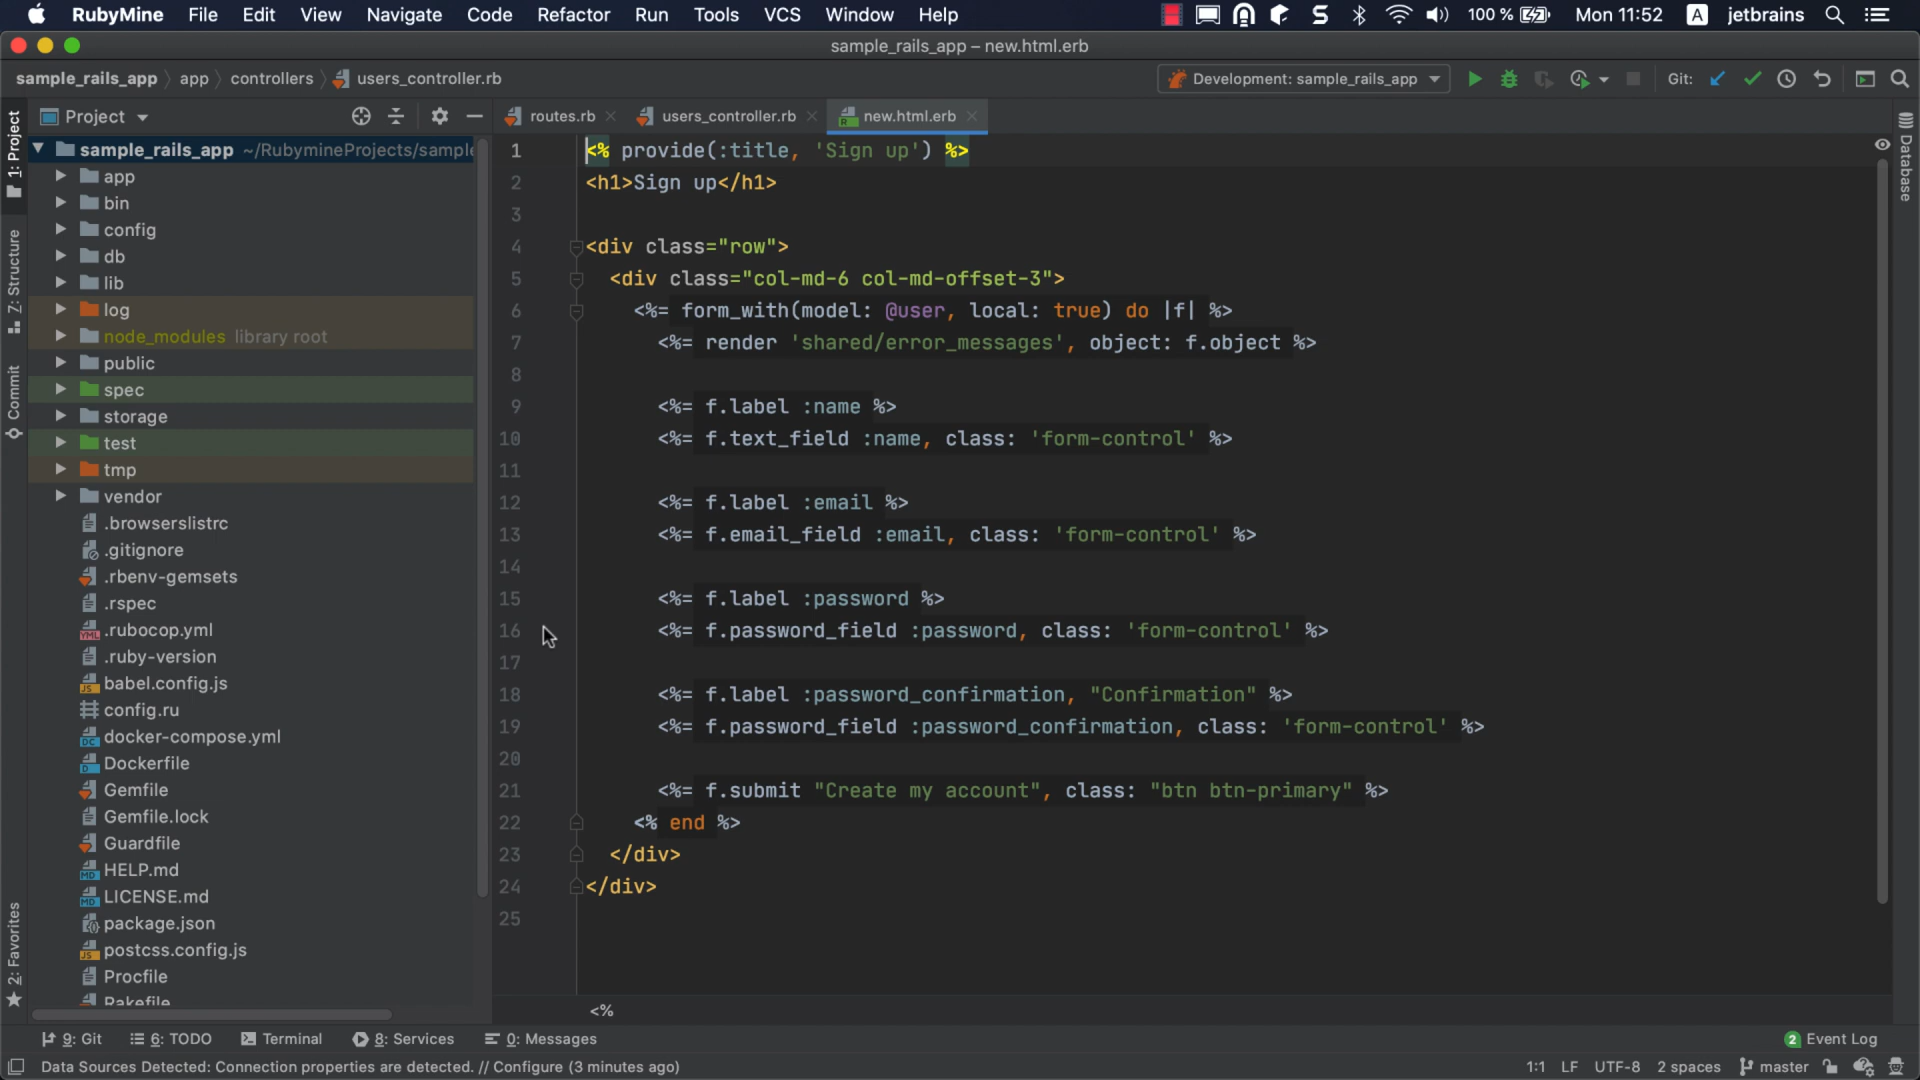 RubyMine File Edit View Navigate Code Refactor Run Tools VCS Window Help 100 % Mon 11:52 A jetbrains
sample_rails_app – new.html.erb
sample_rails_app app controllers users_controller.rb Development: sample_rails_app Git:
Project routes.rb users_controller.rb new.html.erb
1: Project
Z: Structure
Commit
2: Favorites
Database
sample_rails_app ~/RubymineProjects/sample
app
bin
config
db
lib
log
node_modules library root
public
spec
storage
test
tmp
vendor
.browserslistrc
.gitignore
.rbenv-gemsets
.rspec
.rubocop.yml
.ruby-version
babel.config.js
config.ru
docker-compose.yml
Dockerfile
Gemfile
Gemfile.lock
Guardfile
HELP.md
LICENSE.md
package.json
postcss.config.js
Procfile
Rakefile
1 <% provide(:title, 'Sign up') %>
2 <h1>Sign up</h1>
3
4 <div class="row">
5 <div class="col-md-6 col-md-offset-3">
6 <%= form_with(model: @user, local: true) do |f| %>
7 <%= render 'shared/error_messages', object: f.object %>
8
9 <%= f.label :name %>
10 <%= f.text_field :name, class: 'form-control' %>
11
12 <%= f.label :email %>
13 <%= f.email_field :email, class: 'form-control' %>
14
15 <%= f.label :password %>
16 <%= f.password_field :password, class: 'form-control' %>
17
18 <%= f.label :password_confirmation, "Confirmation" %>
19 <%= f.password_field :password_confirmation, class: 'form-control' %>
20
21 <%= f.submit "Create my account", class: "btn btn-primary" %>
22 <% end %>
23 </div>
24 </div>
25
<%
9: Git 6: TODO Terminal 8: Services 0: Messages 2 Event Log
Data Sources Detected: Connection properties are detected. // Configure (3 minutes ago) 1:1 LF UTF-8 2 spaces master